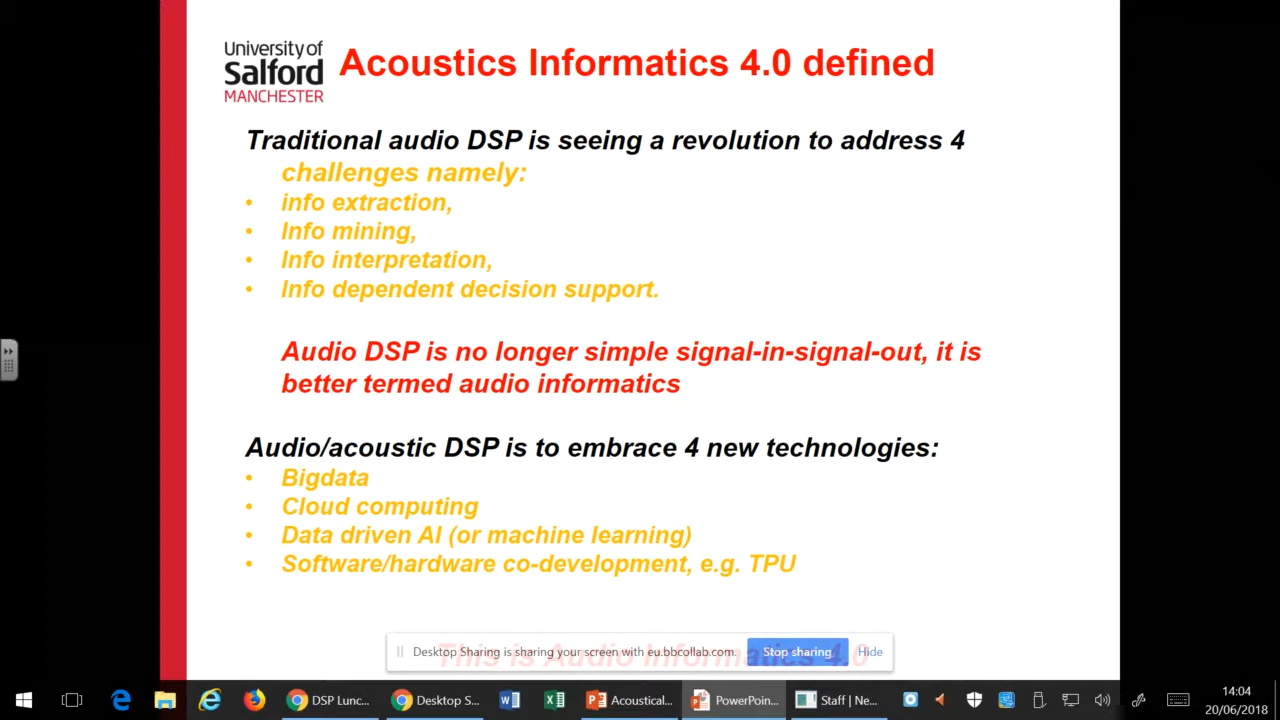 University of
Salford
MANCHESTER
Acoustics Informatics 4.0 defined
Traditional audio DSP is seeing a revolution to address 4
challenges namely:
• info extraction,
• Info mining,
• Info interpretation,
• Info dependent decision support.
Audio DSP is no longer simple signal-in-signal-out, it is
better termed audio informatics
Audio/acoustic DSP is to embrace 4 new technologies:
• Bigdata
• Cloud computing
• Data driven AI (or machine learning)
• Software/hardware co-development, e.g. TPU
This is Audio Informatics 4.0
Desktop Sharing is sharing your screen with eu.bbcollab.com. Stop sharing Hide
DSP Lunc... Desktop S... Acoustical... PowerPoin... Staff | Ne...
14:04
20/06/2018